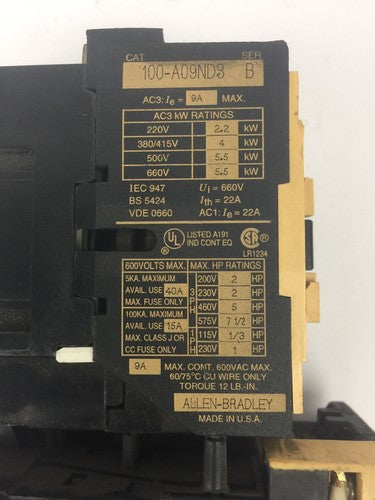 CAT SER
100-A09ND3 B
AC3: Ie = 9A MAX.
AC3 kW RATINGS
220V 2.2 kW
380/415V 4 kW
500V 5.5 kW
660V 5.5 kW
IEC 947 Ui = 660V
BS 5424 Ith = 22A
VDE 0660 AC1: Ie = 22A
UL LISTED A191
IND CONT EQ
SA
LR1234
600VOLTS MAX. MAX. HP RATINGS
5KA. MAXIMUM 200V 2 HP
AVAIL. USE 40A 3PH 230V 2 HP
MAX. FUSE ONLY 460V 5 HP
100KA. MAXIMUM 575V 7 1/2 HP
AVAIL. USE 15A 1PH 115V 1/3 HP
MAX. CLASS J OR 230V 1 HP
CC FUSE ONLY
9A MAX. CONT. 600VAC MAX.
60/75°C CU WIRE ONLY
TORQUE 12 LB.-IN.
ALLEN-BRADLEY
MADE IN U.S.A.